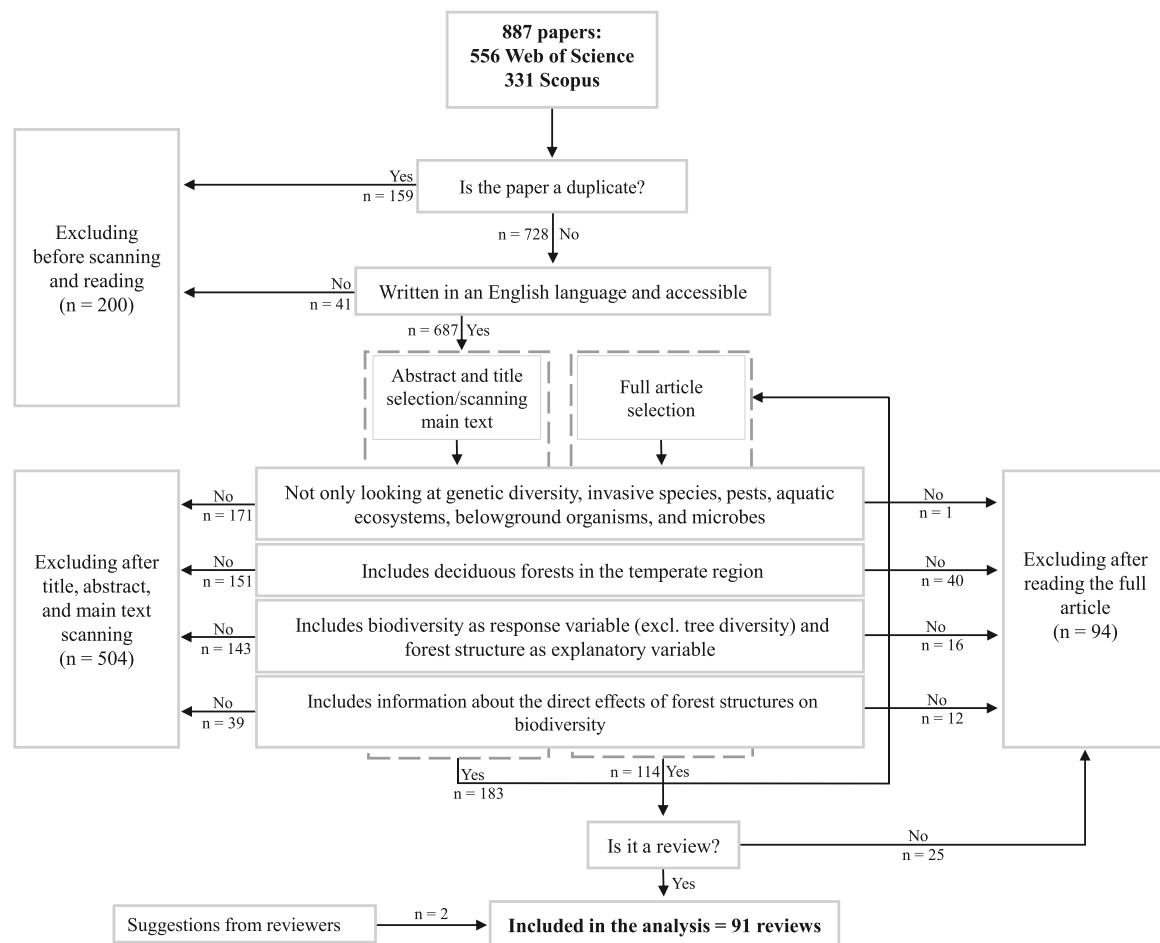 887 papers:
556 Web of Science
331 Scopus
Yes
n = 159
Is the paper a duplicate?
Excluding
before scanning
and reading
(n = 200)
n = 728
No
No
n = 41
Written in an English language and accessible
n = 687
Yes
Abstract and title
selection/scanning
main text
Full article
selection
No
n = 171
Not only looking at genetic diversity, invasive species, pests, aquatic
ecosystems, belowground organisms, and microbes
No
n = 1
Excluding after
title, abstract,
and main text
scanning
(n = 504)
No
n = 151
Includes deciduous forests in the temperate region
No
n = 40
Excluding after
reading the full
article
(n = 94)
No
n = 143
Includes biodiversity as response variable (excl. tree diversity) and
forest structure as explanatory variable
No
n = 16
No
n = 39
Includes information about the direct effects of forest structures on
biodiversity
No
n = 12
Yes
n = 183
n = 114
Yes
Is it a review?
No
n = 25
Yes
Suggestions from reviewers
n = 2
Included in the analysis = 91 reviews